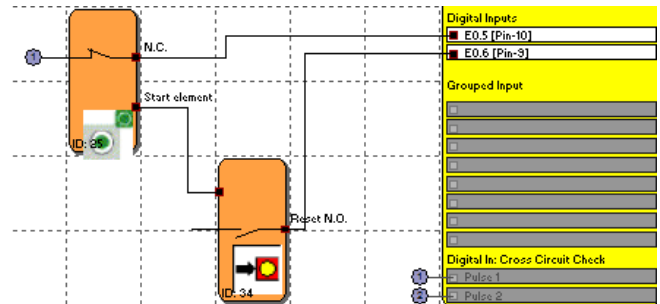 Digital Inputs
N.C.
E0.5 [Pin-10]
1
E0.6 [Pin-9]
Grouped Input
Start element
ID: 35
Reset N.O.
Digital In: Cross Circuit Check
1
Pulse 1
ID: 34
2
Pulse 2